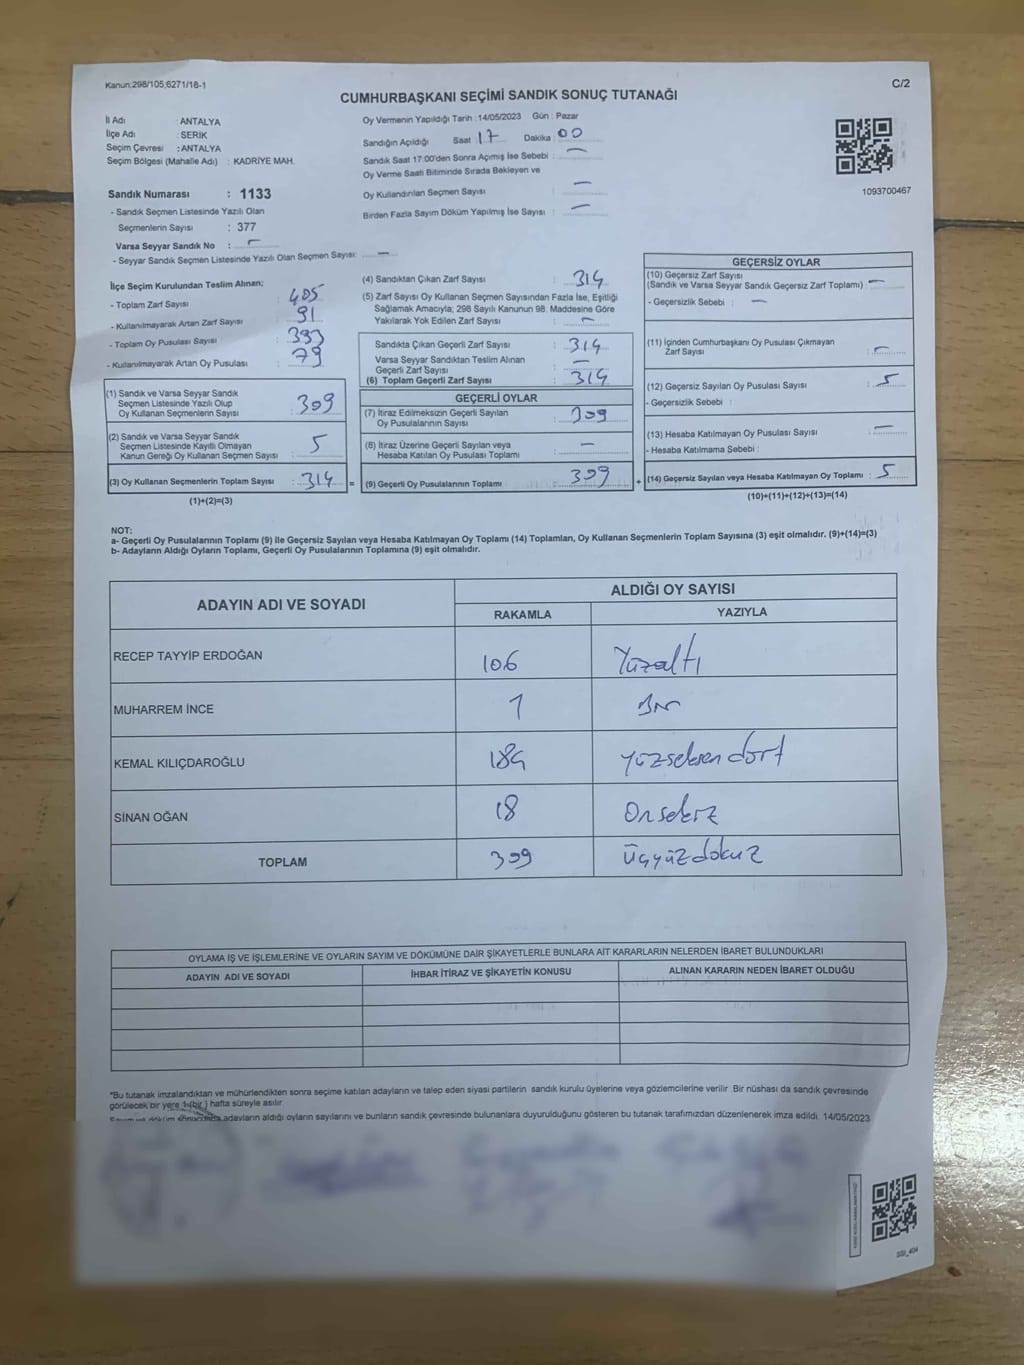 Kanun:298/105;6271/18-1
C/2
CUMHURBAŞKANI SEÇİMİ SANDIK SONUÇ TUTANAĞI
İl Adı : ANTALYA
İlçe Adı : SERİK
Seçim Çevresi : ANTALYA
Seçim Bölgesi (Mahalle Adı) : KADRİYE MAH.
Sandık Numarası : 1133
- Sandık Seçmen Listesinde Yazılı Olan
Seçmenlerin Sayısı : 377
Varsa Seyyar Sandık No : -
- Seyyar Sandık Seçmen Listesinde Yazılı Olan Seçmen Sayısı: -
Oy Vermenin Yapıldığı Tarih : 14/05/2023 Gün : Pazar
Sandığın Açıldığı Saat 17 Dakika 00
Sandık Saat 17:00'den Sonra Açımış İse Sebebi : -
Oy Verme Saati Bitiminde Sırada Bekleyen ve
Oy Kullandırılan Seçmen Sayısı : -
Birden Fazla Sayım Döküm Yapılmış İse Sayısı : -
1093700467
İlçe Seçim Kurulundan Teslim Alınan;
- Toplam Zarf Sayısı : 405
- Kullanılmayarak Artan Zarf Sayısı : 91
- Toplam Oy Pusulası Sayısı : 393
- Kullanılmayarak Artan Oy Pusulası : 79
(1) Sandık ve Varsa Seyyar Sandık
Seçmen Listesinde Yazılı Olup
Oy Kullanan Seçmenlerin Sayısı : 309
(2) Sandık ve Varsa Seyyar Sandık
Seçmen Listesinde Kayıtlı Olmayan
Kanun Gereği Oy Kullanan Seçmen Sayısı : 5
(3) Oy Kullanan Seçmenlerin Toplam Sayısı : 314 =
(1)+(2)=(3)
(4) Sandıktan Çıkan Zarf Sayısı : 314
(5) Zarf Sayısı Oy Kullanan Seçmen Sayısından Fazla İse, Eşitliği
Sağlamak Amacıyla; 298 Sayılı Kanunun 98. Maddesine Göre
Yakılarak Yok Edilen Zarf Sayısı : -
Sandıkta Çıkan Geçerli Zarf Sayısı : 314
Varsa Seyyar Sandıktan Teslim Alınan
Geçerli Zarf Sayısı : -
(6) Toplam Geçerli Zarf Sayısı : 314
GEÇERLİ OYLAR
(7) İtiraz Edilmeksizin Geçerli Sayılan
Oy Pusulalarının Sayısı : 309
(8) İtiraz Üzerine Geçerli Sayılan veya
Hesaba Katılan Oy Pusulası Toplamı : -
(9) Geçerli Oy Pusulalarının Toplamı : 309 +
GEÇERSİZ OYLAR
(10) Geçersiz Zarf Sayısı
(Sandık ve Varsa Seyyar Sandık Geçersiz Zarf Toplamı) : -
- Geçersizlik Sebebi : -
(11) İçinden Cumhurbaşkanı Oy Pusulası Çıkmayan
Zarf Sayısı : -
(12) Geçersiz Sayılan Oy Pusulası Sayısı : 5
- Geçersizlik Sebebi :
(13) Hesaba Katılmayan Oy Pusulası Sayısı : -
- Hesaba Katılmama Sebebi :
(14) Geçersiz Sayılan veya Hesaba Katılmayan Oy Toplamı : 5
(10)+(11)+(12)+(13)=(14)
NOT:
a- Geçerli Oy Pusulalarının Toplamı (9) ile Geçersiz Sayılan veya Hesaba Katılmayan Oy Toplamı (14) Toplamları, Oy Kullanan Seçmenlerin Toplam Sayısına (3) eşit olmalıdır. (9)+(14)=(3)
b- Adayların Aldığı Oyların Toplamı, Geçerli Oy Pusulalarının Toplamına (9) eşit olmalıdır.
ADAYIN ADI VE SOYADI
ALDIĞI OY SAYISI
RAKAMLA YAZIYLA
RECEP TAYYİP ERDOĞAN 106 Yüzaltı
MUHARREM İNCE 1 Bir
KEMAL KILIÇDAROĞLU 184 yüzseksen dört
SİNAN OĞAN 18 Onsekiz
TOPLAM 309 Üçyüzdokuz
OYLAMA İŞ VE İŞLEMLERİNE VE OYLARIN SAYIM VE DÖKÜMÜNE DAİR ŞİKAYETLERLE BUNLARA AİT KARARLARIN NELERDEN İBARET BULUNDUKLARI
ADAYIN ADI VE SOYADI İHBAR İTİRAZ VE ŞİKAYETİN KONUSU ALINAN KARARIN NEDEN İBARET OLDUĞU
*Bu tutanak imzalandıktan ve mühürlendikten sonra seçime katılan adayların ve talep eden siyasi partilerin sandık kurulu üyelerine veya gözlemcilerine verilir Bir nüshası da sandık çevresinde
görülecek bir yere 1 (bir ) hafta süreyle asılır.
adayların aldığı oyların sayılarını ve bunların sandık çevresinde bulunanlara duyurulduğunu gösteren bu tutanak tarafımızdan düzenlenerek imza edildi. 14/05/2023